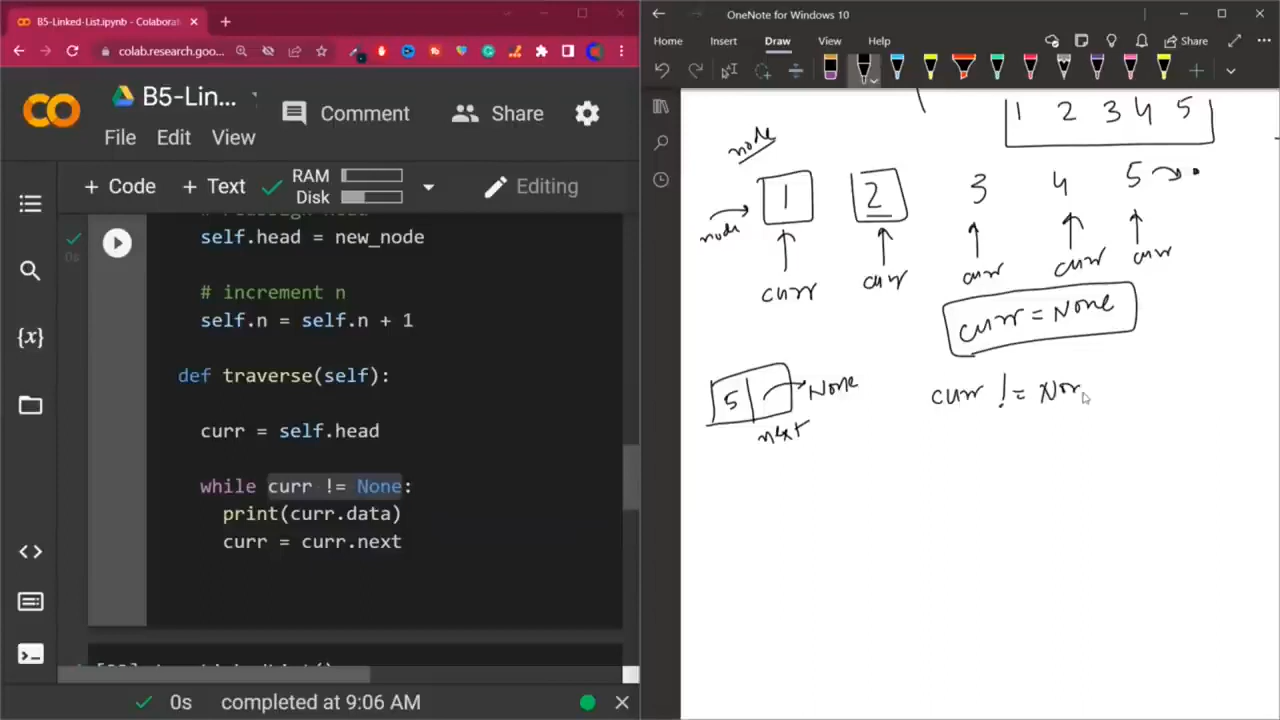 B5-Linked-List.ipynb - Colaborat
colab.research.goo...
B5-Lin...
Comment
Share
File Edit View
+ Code + Text
RAM
Disk
Editing
self.head = new_node
# increment n
self.n = self.n + 1
def traverse(self):
curr = self.head
while curr != None:
print(curr.data)
curr = curr.next
0s completed at 9:06 AM
OneNote for Windows 10
Home Insert Draw View Help
Share
1 2 3 4 5
node
1 2 3 4 5
node
curr curr curr curr curr
curr = None
5 None
next
curr != Non